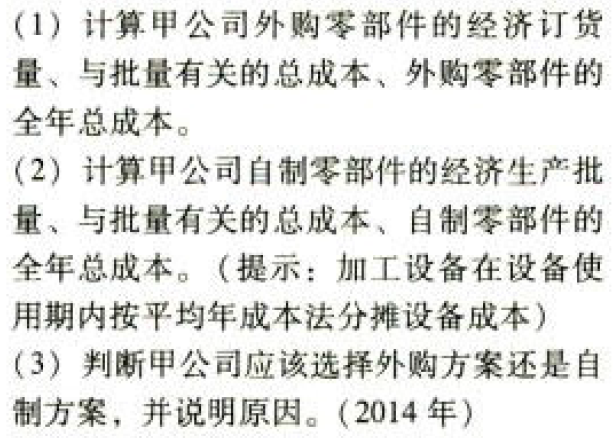 (1) 计算甲公司外购零部件的经济订货
量、与批量有关的总成本、外购零部件的
全年总成本。
(2) 计算甲公司自制零部件的经济生产批
量、与批量有关的总成本、自制零部件的
全年总成本。(提示：加工设备在设备使
用期内按平均年成本法分摊设备成本)
(3) 判断甲公司应该选择外购方案还是自
制方案，并说明原因。(2014 年)